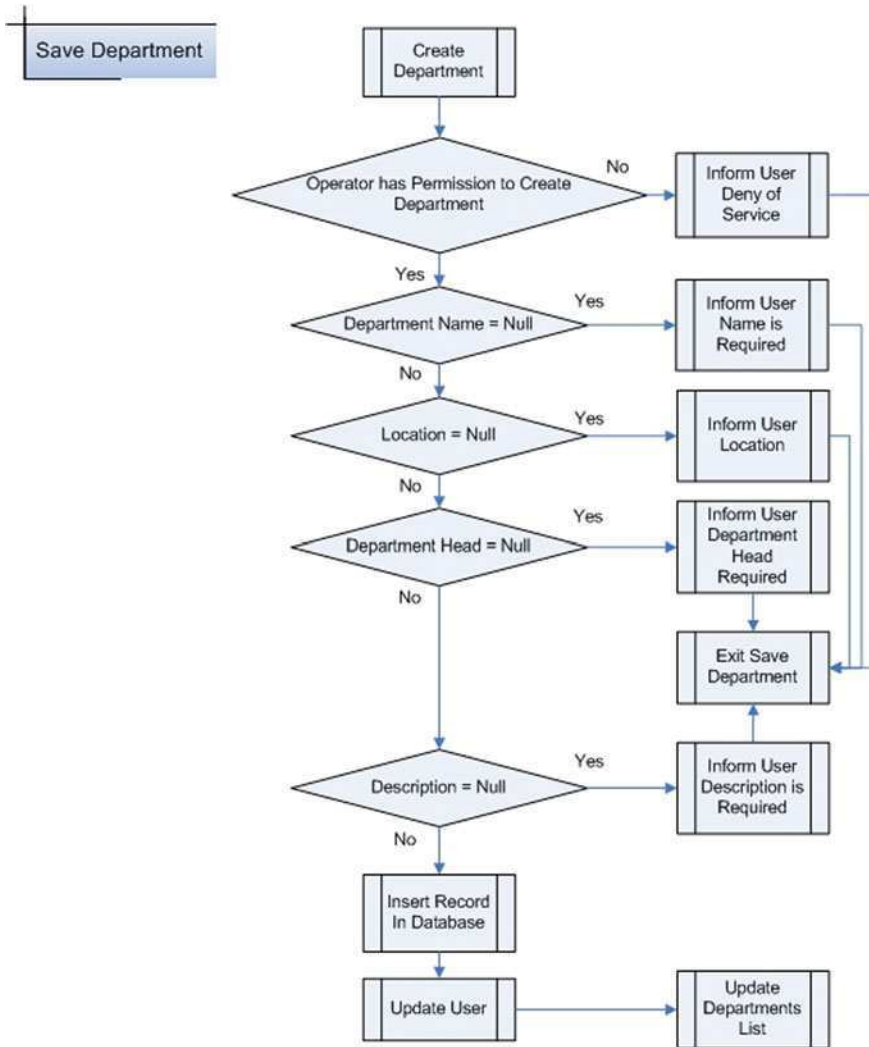 Save Department
Create
Department
Operator has Permission to Create
Department
No
Inform User
Deny of
Service
Yes
Department Name = Null
Yes
Inform User
Name is
Required
No
Location = Null
Yes
Inform User
Location
No
Department Head = Null
Yes
Inform User
Department
Head
Required
No
Exit Save
Department
Description = Null
Yes
Inform User
Description is
Required
No
Insert Record
In Database
Update User
Update
Departments
List